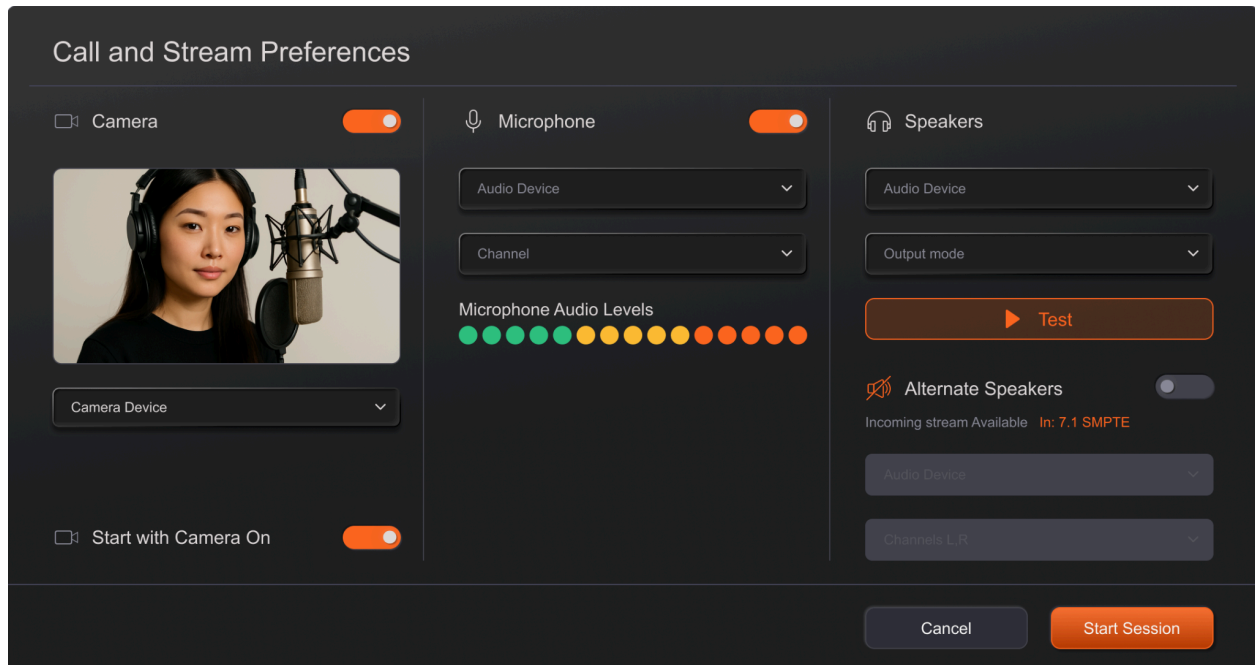 Call and Stream Preferences
Camera
Camera Device
Start with Camera On
Microphone
Audio Device
Channel
Microphone Audio Levels
Speakers
Audio Device
Output mode
Test
Alternate Speakers
Incoming stream Available In: 7.1 SMPTE
Audio Device
Channels L,R
Cancel
Start Session